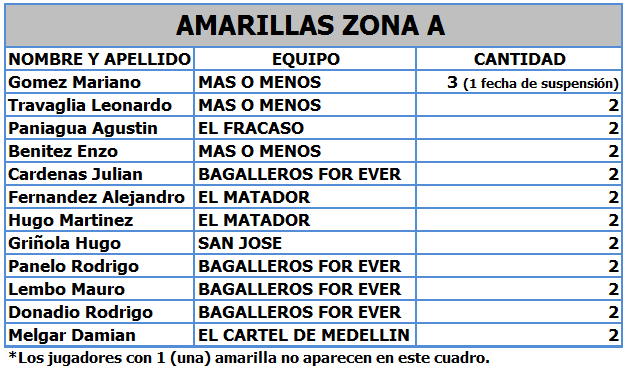 AMARILLAS ZONA A
NOMBRE Y APELLIDO EQUIPO CANTIDAD
Gomez Mariano MAS O MENOS 3 (1 fecha de suspensión)
Travaglia Leonardo MAS O MENOS 2
Paniagua Agustin EL FRACASO 2
Benitez Enzo MAS O MENOS 2
Cardenas Julian BAGALLEROS FOR EVER 2
Fernandez Alejandro EL MATADOR 2
Hugo Martinez EL MATADOR 2
Griñola Hugo SAN JOSE 2
Panelo Rodrigo BAGALLEROS FOR EVER 2
Lembo Mauro BAGALLEROS FOR EVER 2
Donadio Rodrigo BAGALLEROS FOR EVER 2
Melgar Damian EL CARTEL DE MEDELLIN 2
*Los jugadores con 1 (una) amarilla no aparecen en este cuadro.